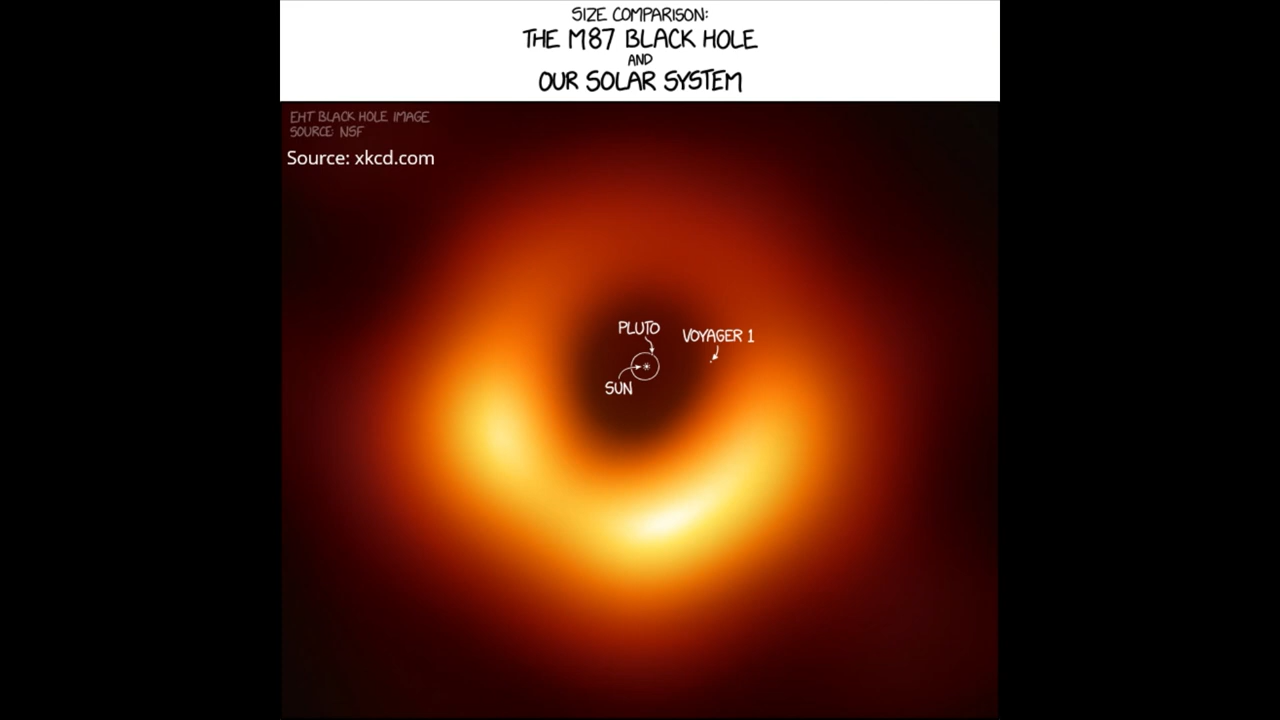 SIZE COMPARISON:
THE M87 BLACK HOLE
AND
OUR SOLAR SYSTEM
EHT BLACK HOLE IMAGE
SOURCE: NSF
Source: xkcd.com
PLUTO
VOYAGER 1
SUN